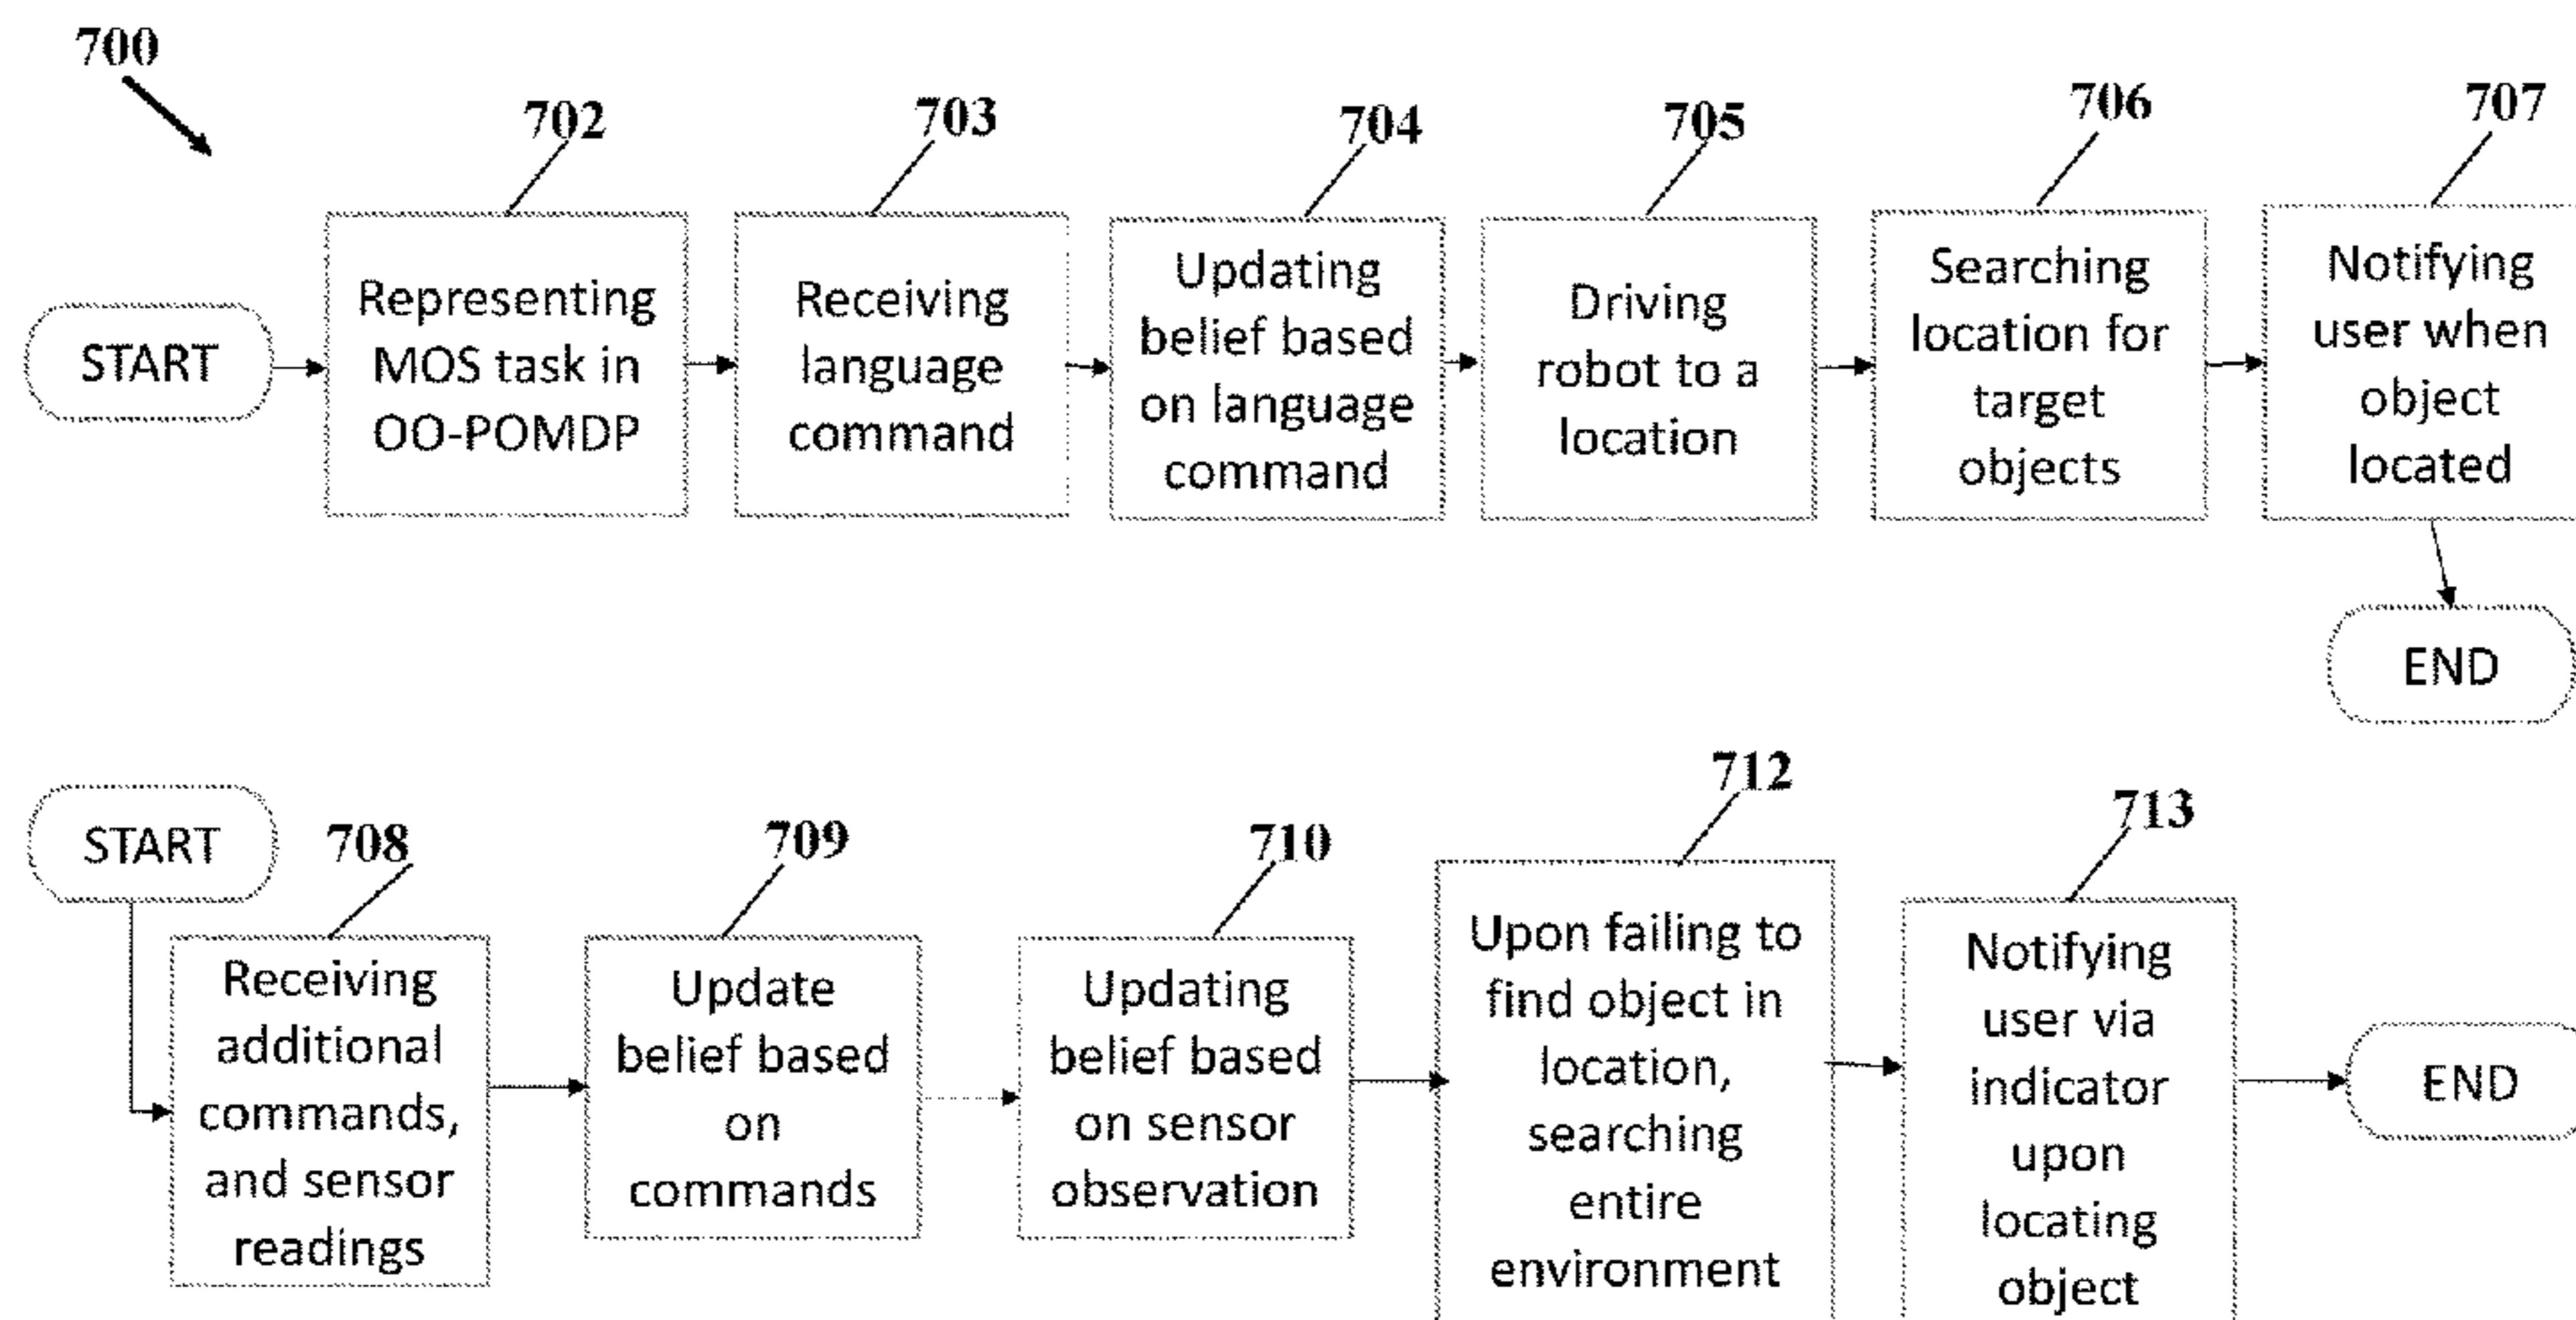 700
702
703
704
705
706
707
START
Representing
MOS task in
OO-POMDP
Receiving
language
command
Updating
belief based
on language
command
Driving
robot to a
location
Searching
location for
target
objects
Notifying
user when
object
located
END
START
708
709
710
712
713
Receiving
additional
commands,
and sensor
readings
Update
belief based
on
commands
Updating
belief based
on sensor
observation
Upon failing to
find object in
location,
searching
entire
environment
Notifying
user via
indicator
upon
locating
object
END